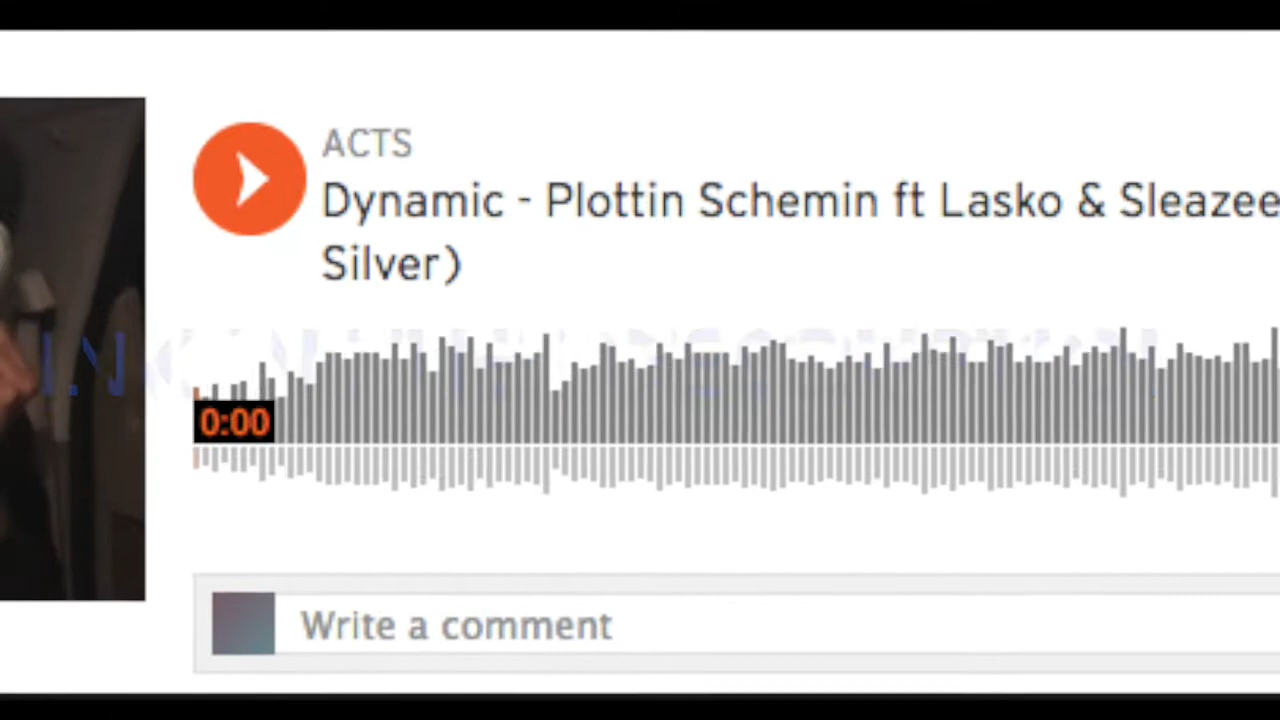 ACTS
Dynamic - Plottin Schemin ft Lasko & Sleazee
Silver)
0:00
Write a comment